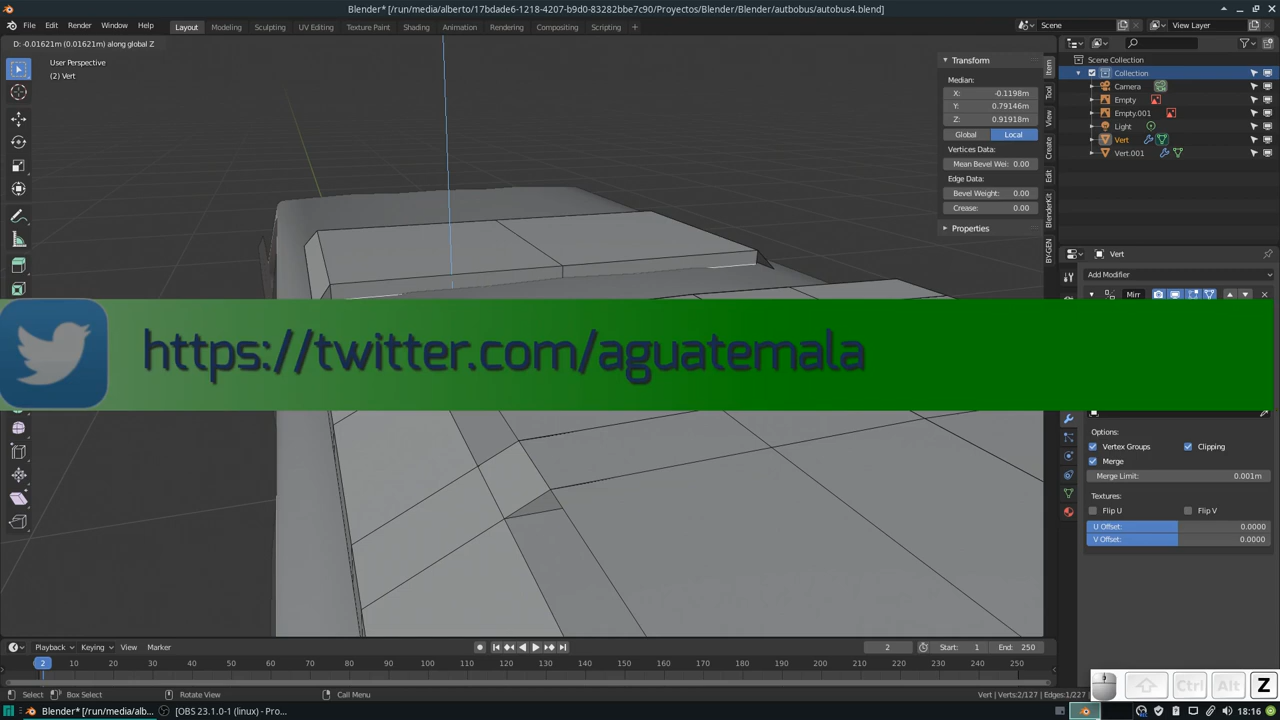 Blender* [/run/media/alberto/17bdade6-1218-4207-b9d0-83282bbe7c90/Proyectos/Blender/Blender/autbobus/autobus4.blend]
File Edit Render Window Help Layout Modeling Sculpting UV Editing Texture Paint Shading Animation Rendering Compositing Scripting + Scene View Layer
D: -0.01621m (0.01621m) along global Z
User Perspective
(2) Vert
Transform
Median:
X: -0.1198m
Y: 0.79146m
Z: 0.91918m
Global Local
Vertices Data:
Mean Bevel Wei: 0.00
Edge Data:
Bevel Weight: 0.00
Crease: 0.00
Properties
Item
Tool
View
Create
Edit
BlenderKit
BY-GEN
Scene Collection
Collection
Camera
Empty
Empty.001
Light
Vert
Vert.001
Vert
Add Modifier
Mirr
https://twitter.com/aguatemala
Options:
Vertex Groups Clipping
Merge
Merge Limit: 0.001m
Textures:
Flip U Flip V
U Offset: 0.0000
V Offset: 0.0000
Playback Keying View Marker 2 Start: 1 End: 250
2 10 20 30 40 50 60 70 80 90 100 110 120 130 140 150 160 170 180 190 200 210 220 230 240 250
Select Box Select Rotate View Call Menu Vert | Verts:2/127 | Edges:1/227
Ctrl Alt Z
Blender* [/run/media/alb... [OBS 23.1.0-1 (linux) - Pro... 18:16